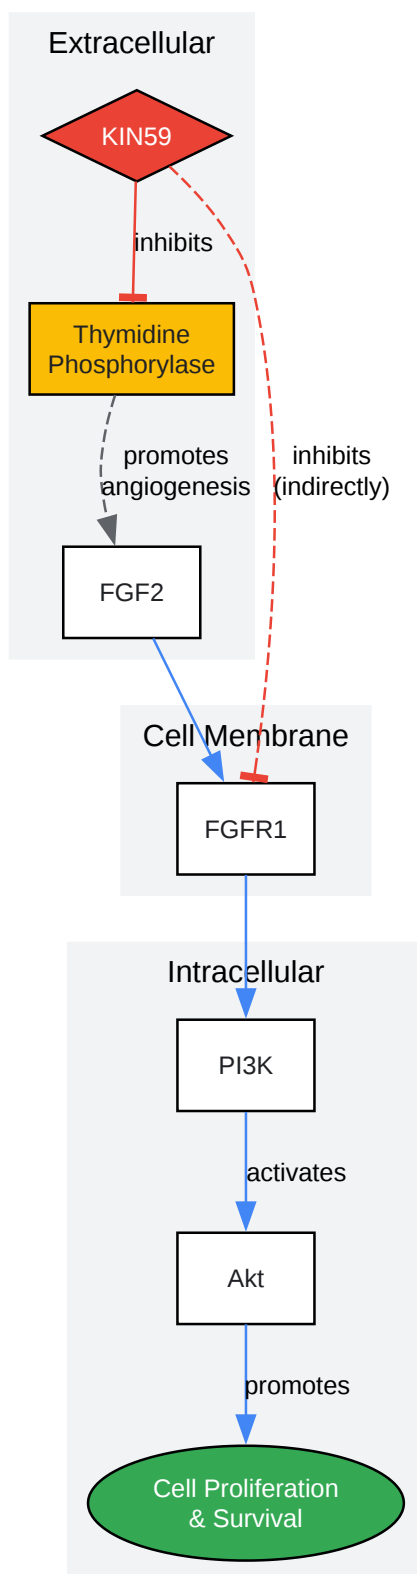 Extracellular
KIN59
inhibits
Thymidine
Phosphorylase
promotes
angiogenesis
inhibits
(indirectly)
FGF2
Cell Membrane
FGFR1
Intracellular
PI3K
activates
Akt
promotes
Cell Proliferation
& Survival